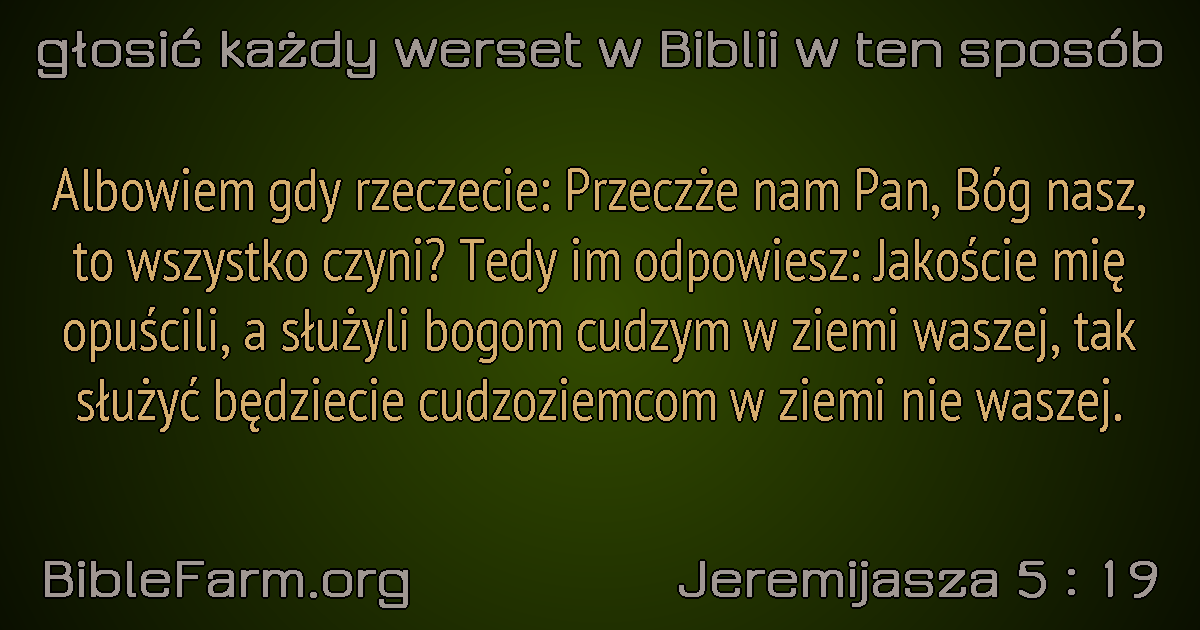 głosić każdy werset w Biblii w ten sposób
Albowiem gdy rzeczecie: Przeczże nam Pan, Bóg nasz,
to wszystko czyni? Tedy im odpowiesz: Jakoście mię
opuścili, a służyli bogom cudzym w ziemi waszej, tak
służyć będziecie cudzoziemcom w ziemi nie waszej.
BibleFarm.org
Jeremijasza 5 : 19